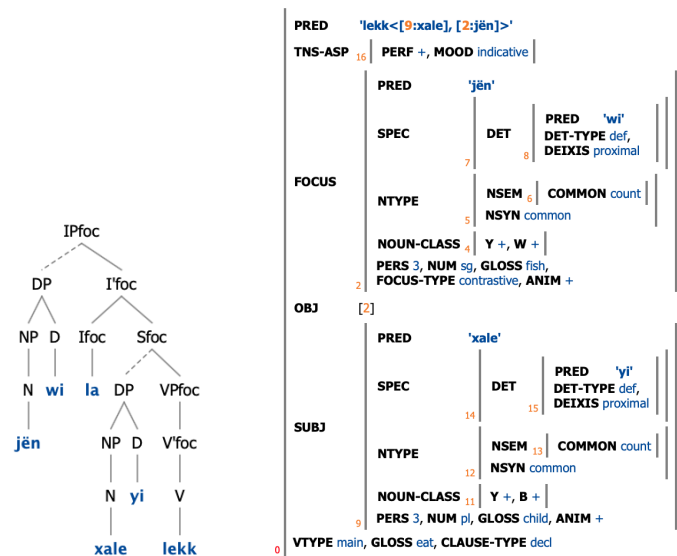 IPfoc
DP I'foc
NP D Ifoc Sfoc
N wi la DP VPfoc
jën NP D V'foc
N yi V
xale lekk
PRED 'lekk<[9:xale], [2:jën]>'
TNS-ASP 16 PERF +, MOOD indicative
PRED 'jën'
PRED 'wi'
SPEC 7 DET 8 DET-TYPE def,
DEIXIS proximal
FOCUS
NTYPE 5 NSEM 6 COMMON count
NSYN common
NOUN-CLASS 4 Y +, W +
PERS 3, NUM sg, GLOSS fish,
2 FOCUS-TYPE contrastive, ANIM +
OBJ [2]
PRED 'xale'
PRED 'yi'
SPEC 14 DET 15 DET-TYPE def,
DEIXIS proximal
SUBJ
NTYPE 12 NSEM 13 COMMON count
NSYN common
NOUN-CLASS 11 Y +, B +
9 PERS 3, NUM pl, GLOSS child, ANIM +
0 VTYPE main, GLOSS eat, CLAUSE-TYPE decl